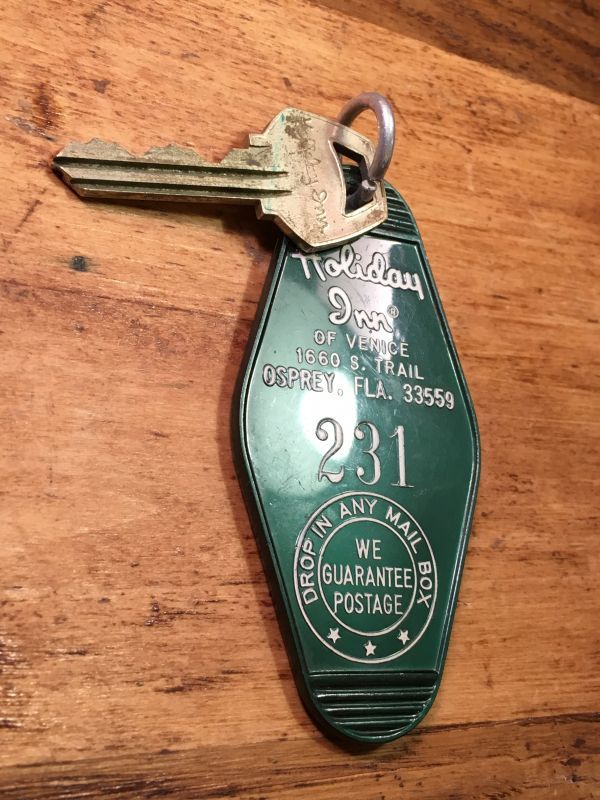 Holiday
Inn®
OF VENICE
1660 S. TRAIL
OSPREY, FLA. 33559
231
DROP IN ANY MAIL BOX
WE
GUARANTEE
POSTAGE